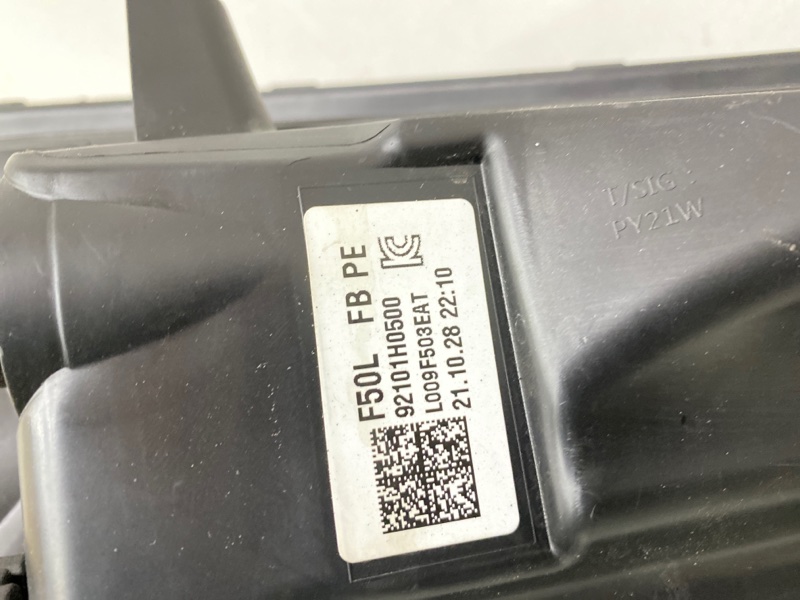 F50L FB PE
92101H0500
L009F503EAT
21.10.28 22:10
T/SIG :
PY21W